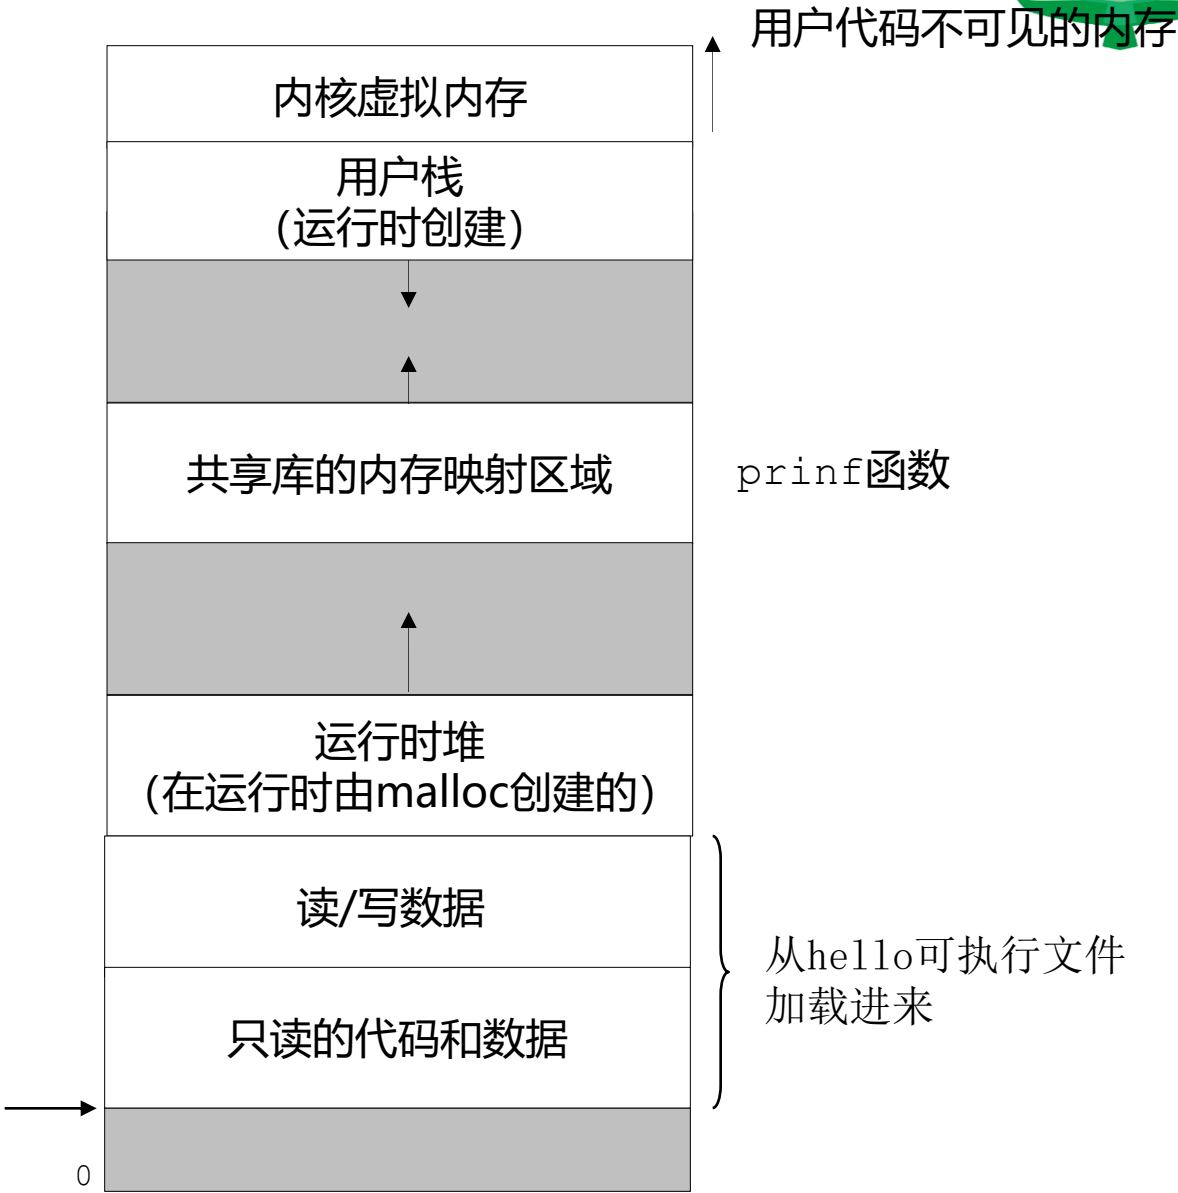 用户代码不可见的内存
内核虚拟内存
用户栈
（运行时创建）
共享库的内存映射区域
prinf函数
运行时堆
（在运行时由malloc创建的）
读/写数据
从hello可执行文件
加载进来
只读的代码和数据
0